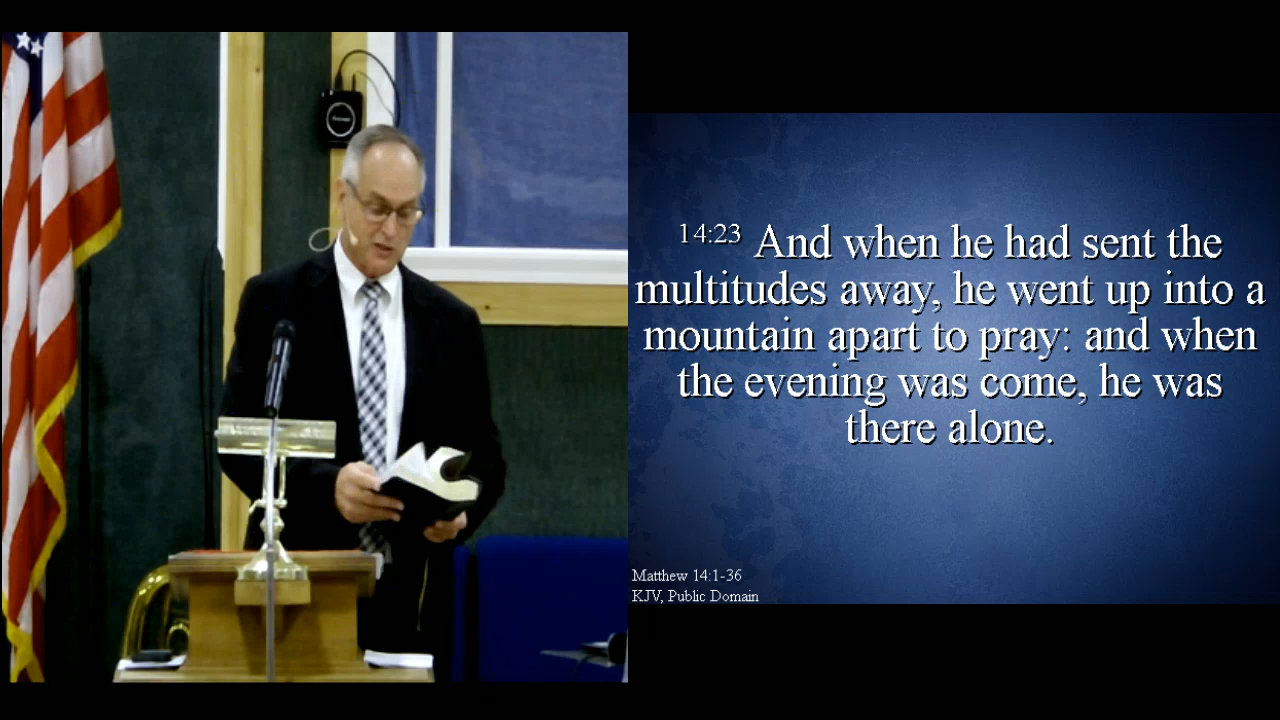 14:23 And when he had sent the
multitudes away, he went up into a
mountain apart to pray: and when
the evening was come, he was
there alone.
Matthew 14:1-36
KJV, Public Domain